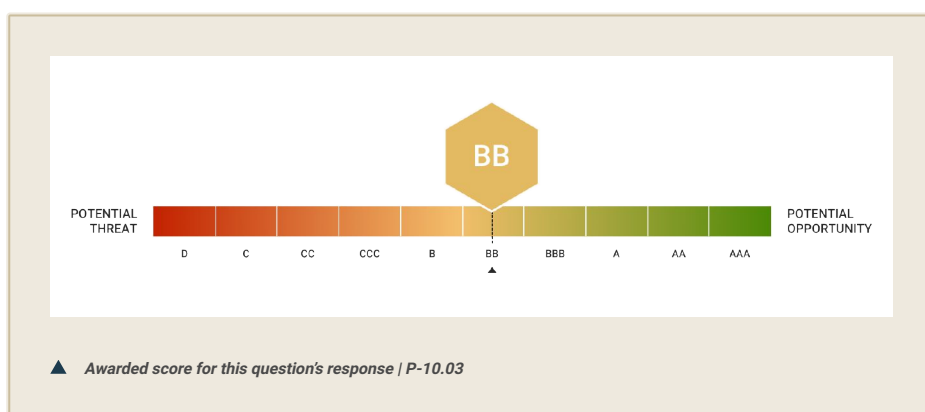 BB
POTENTIAL
THREAT
POTENTIAL
OPPORTUNITY
D C CC CCC B BB BBB A AA AAA
Awarded score for this question's response | P-10.03